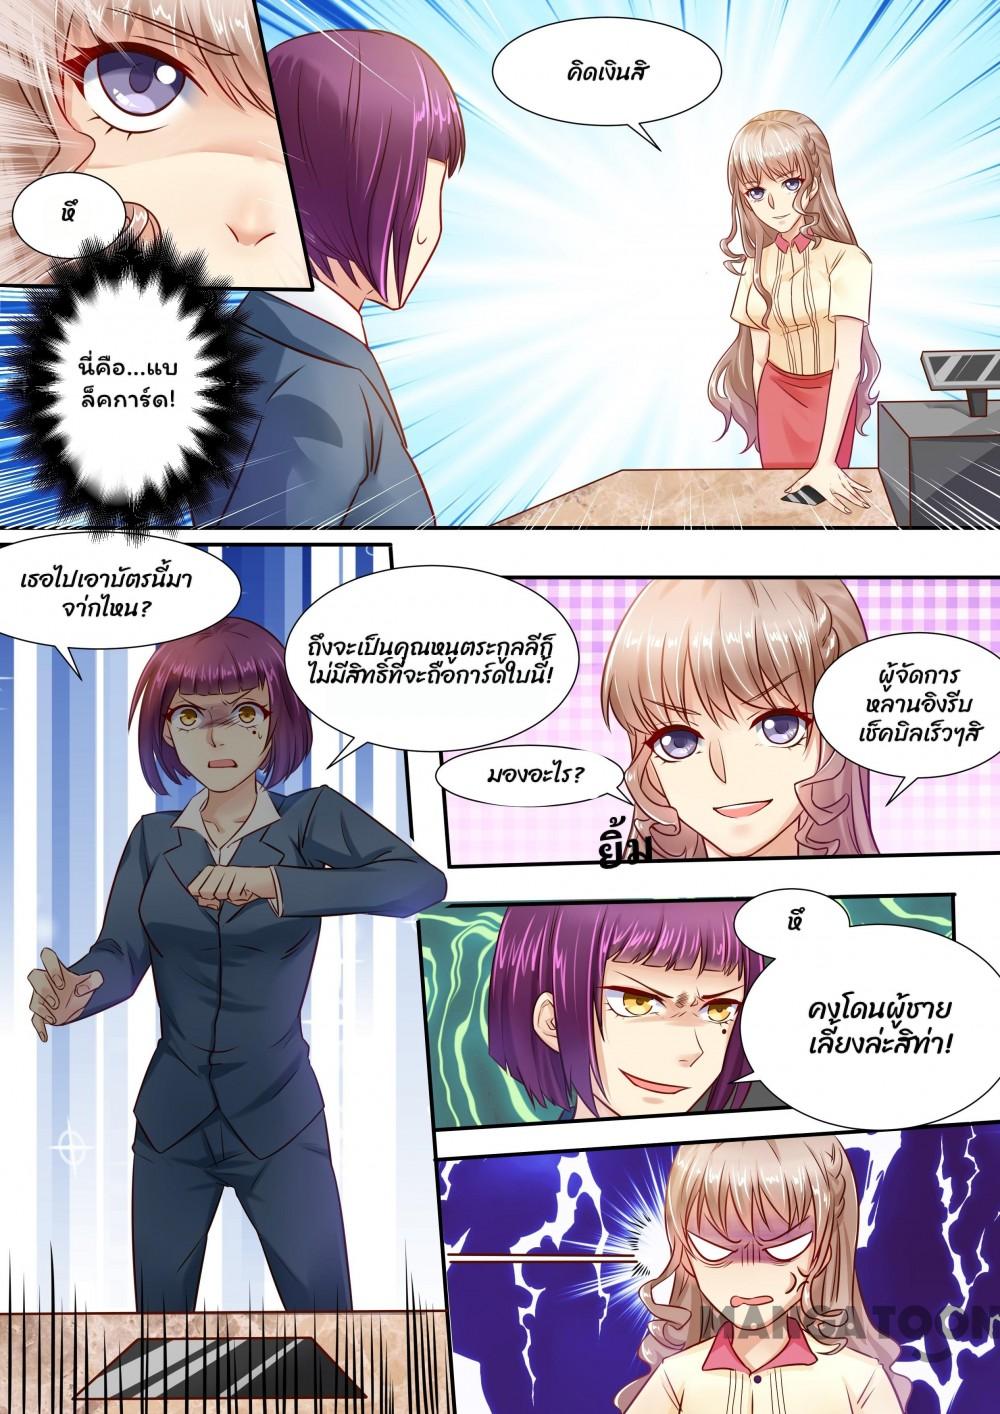 คิดเงินสิ
หึ
นี่คือ...แบ
ล็คการ์ด!
เธอไปเอาบัตรนี้มา
จา่กไหน?
ถึงจะเป็นคุณหนูตระกูลลีก็
ไม่มีสิทธิ์ที่จะถือการ์ดใบนี้!
ผู้จัดการ
หลานอิงรีบ
เช็คบิลเร็วๆสิ
มองอะไร?
ยิ้ม
หึ
คงโดนผู้ชาย
เลี้ยงล่ะสิท่า!
MANGATOON